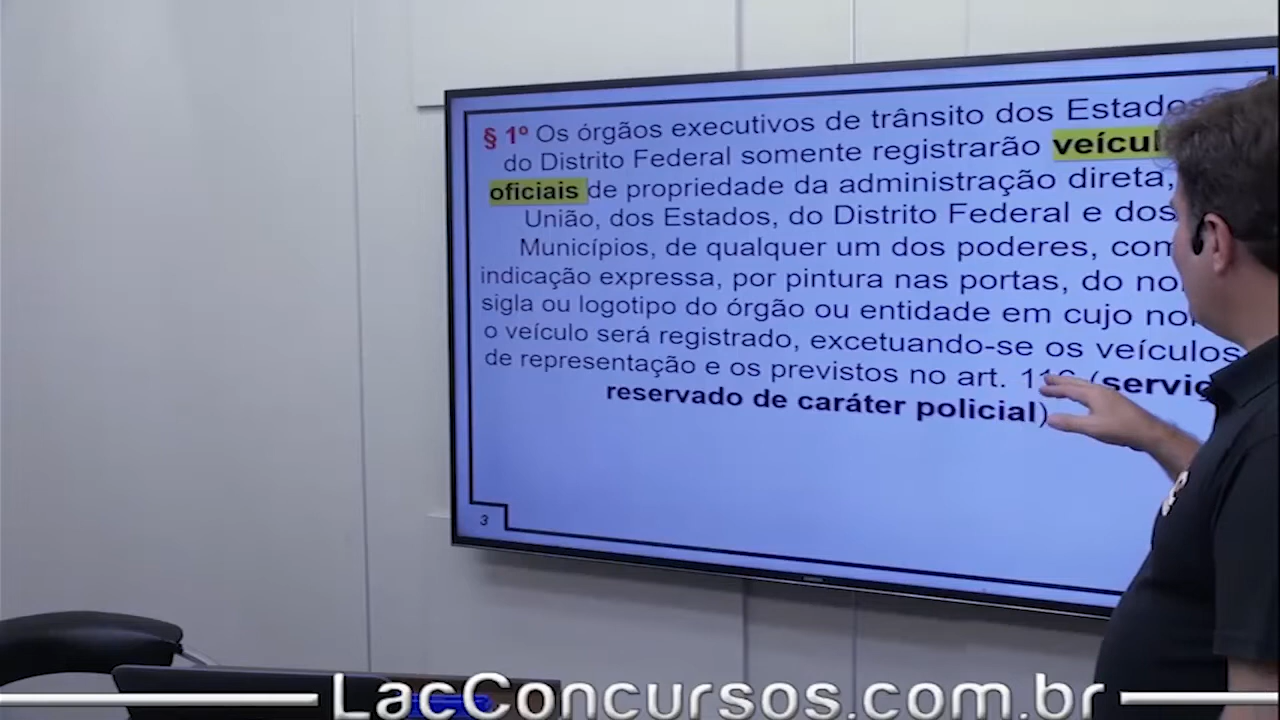 § 1º Os órgãos executivos de trânsito dos Estados
do Distrito Federal somente registrarão
oficiais de propriedade da administração direta,
União, dos Estados, do Distrito Federal e dos
Municípios, de qualquer um dos poderes, com
indicação expressa, por pintura nas portas, do
sigla ou logotipo do órgão ou entidade em cujo
o veículo será registrado, excetuando-se os veículos
de representação e os previstos no art.
reservado de caráter policial)
3
LacConcursos.com.br